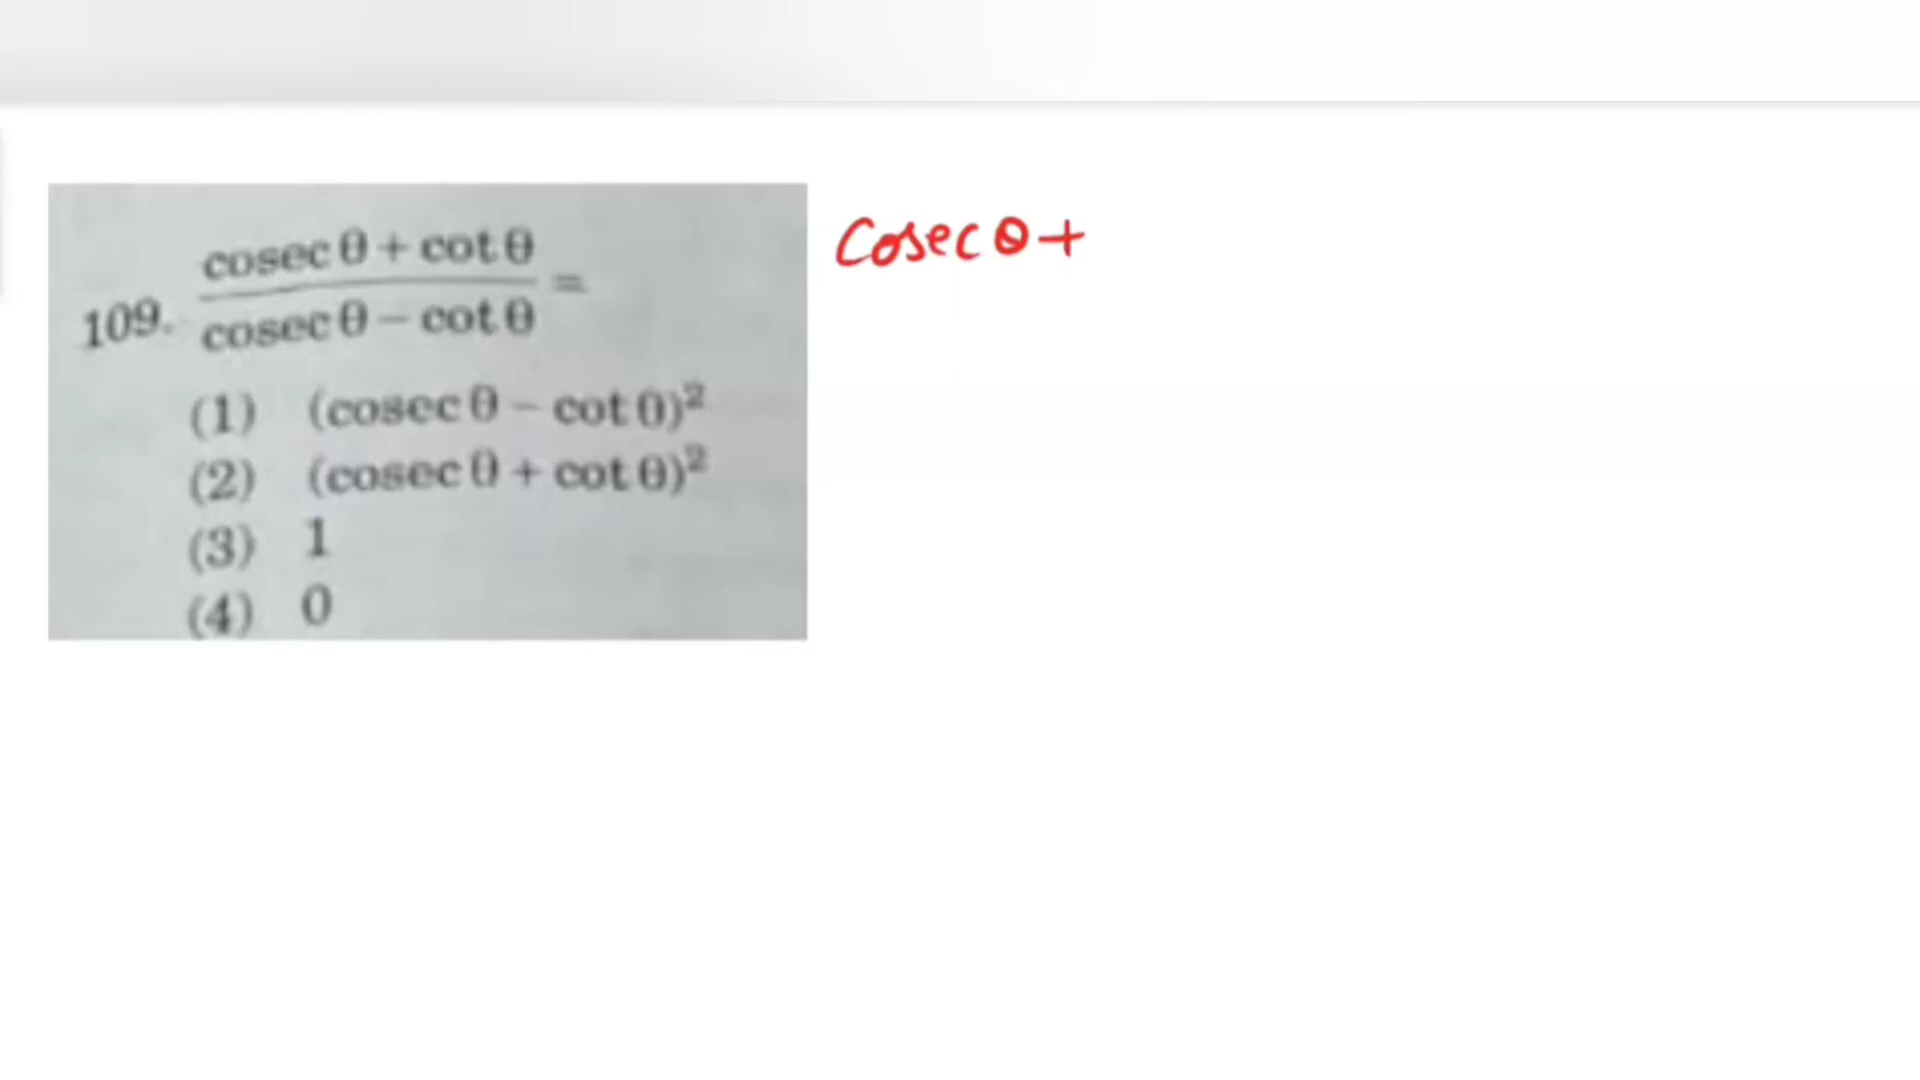 109. cosec θ + cot θ / cosec θ – cot θ =
(1) (cosec θ – cot θ)²
(2) (cosec θ + cot θ)²
(3) 1
(4) 0
Cosec θ +